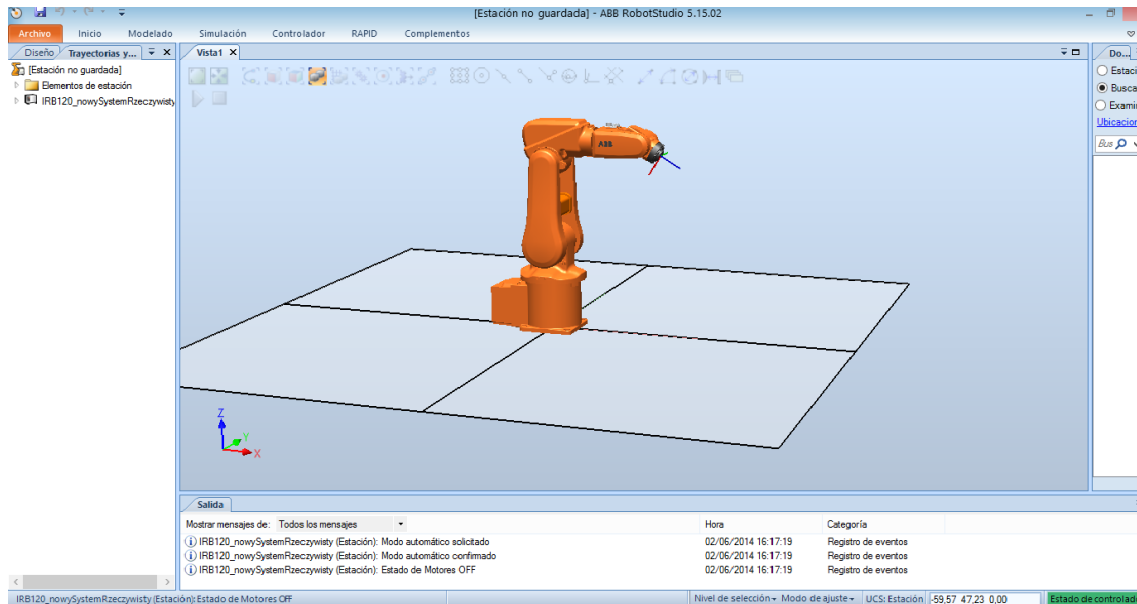 [Estación no guardada] - ABB RobotStudio 5.15.02
Archivo Inicio Modelado Simulación Controlador RAPID Complementos
Diseño Trayectorias y... Vista1 Do...
[Estación no guardada]
Elementos de estación
IRB120_nowySystemRzeczywisty
Estaci
Busca
Examin
Ubicacion
Bus
ABB
Z
Y
X
Salida
Mostrar mensajes de: Todos los mensajes Hora Categoría
IRB120_nowySystemRzeczywisty (Estación): Modo automático solicitado 02/06/2014 16:17:19 Registro de eventos
IRB120_nowySystemRzeczywisty (Estación): Modo automático confirmado 02/06/2014 16:17:19 Registro de eventos
IRB120_nowySystemRzeczywisty (Estación): Estado de Motores OFF 02/06/2014 16:17:19 Registro de eventos
IRB120_nowySystemRzeczywisty (Estación): Estado de Motores OFF Nivel de selección Modo de ajuste UCS: Estación -59,57 47,23 0,00 Estado de controlad